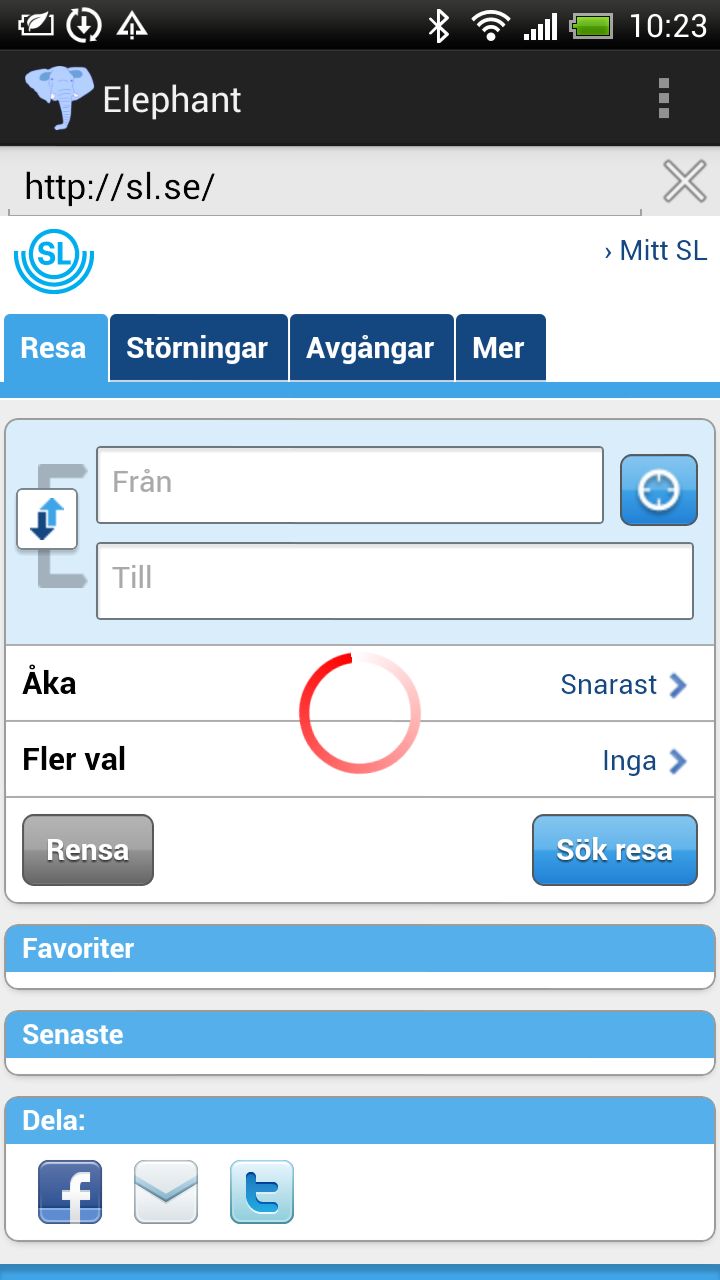 10:23
Elephant
http://sl.se/
SL
› Mitt SL
Resa Störningar Avgångar Mer
Från
Till
Åka Snarast
Fler val Inga
Rensa Sök resa
Favoriter
Senaste
Dela: